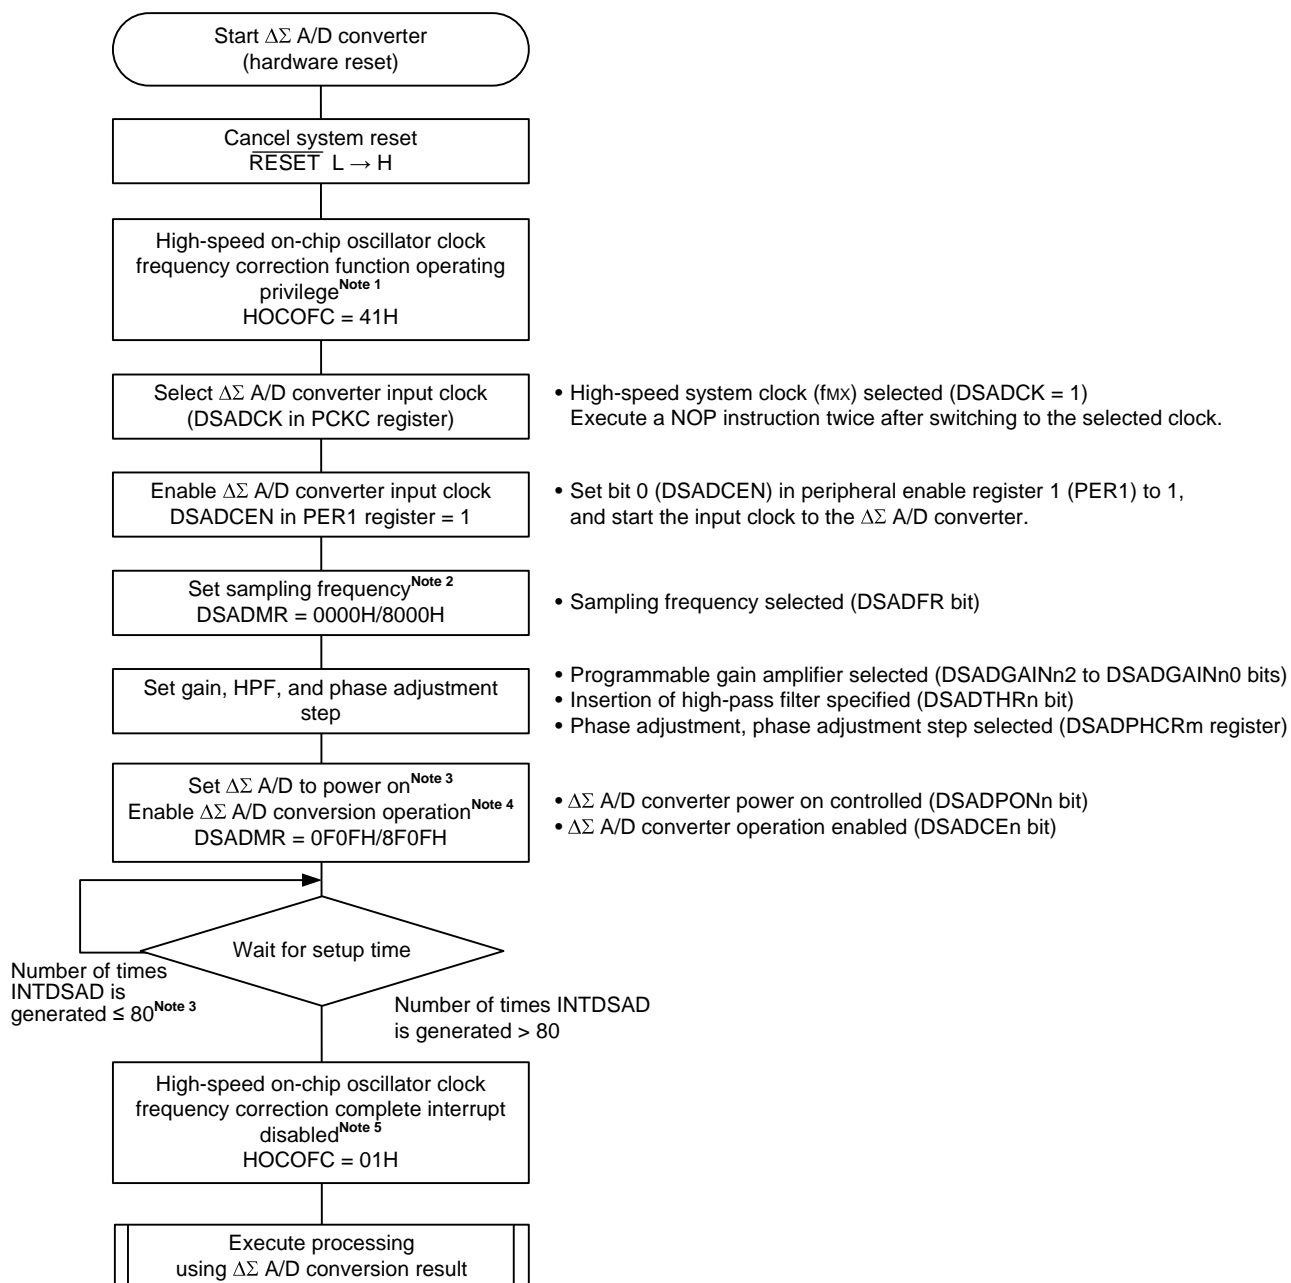 Start ΔΣ A/D converter
(hardware reset)
Cancel system reset
RESET L → H
High-speed on-chip oscillator clock
frequency correction function operating
privilegeNote 1
HOCOFC = 41H
Select ΔΣ A/D converter input clock
(DSADCK in PCKC register)
• High-speed system clock (fMX) selected (DSADCK = 1)
Execute a NOP instruction twice after switching to the selected clock.
Enable ΔΣ A/D converter input clock
DSADCEN in PER1 register = 1
• Set bit 0 (DSADCEN) in peripheral enable register 1 (PER1) to 1,
and start the input clock to the ΔΣ A/D converter.
Set sampling frequencyNote 2
DSADMR = 0000H/8000H
• Sampling frequency selected (DSADFR bit)
Set gain, HPF, and phase adjustment
step
• Programmable gain amplifier selected (DSADGAINn2 to DSADGAINn0 bits)
• Insertion of high-pass filter specified (DSADTHRn bit)
• Phase adjustment, phase adjustment step selected (DSADPHCRm register)
Set ΔΣ A/D to power onNote 3
Enable ΔΣ A/D conversion operationNote 4
DSADMR = 0F0FH/8F0FH
• ΔΣ A/D converter power on controlled (DSADPONn bit)
• ΔΣ A/D converter operation enabled (DSADCEn bit)
Wait for setup time
Number of times
INTDSAD is
generated ≤ 80Note 3
Number of times INTDSAD
is generated > 80
High-speed on-chip oscillator clock
frequency correction complete interrupt
disabledNote 5
HOCOFC = 01H
Execute processing
using ΔΣ A/D conversion result